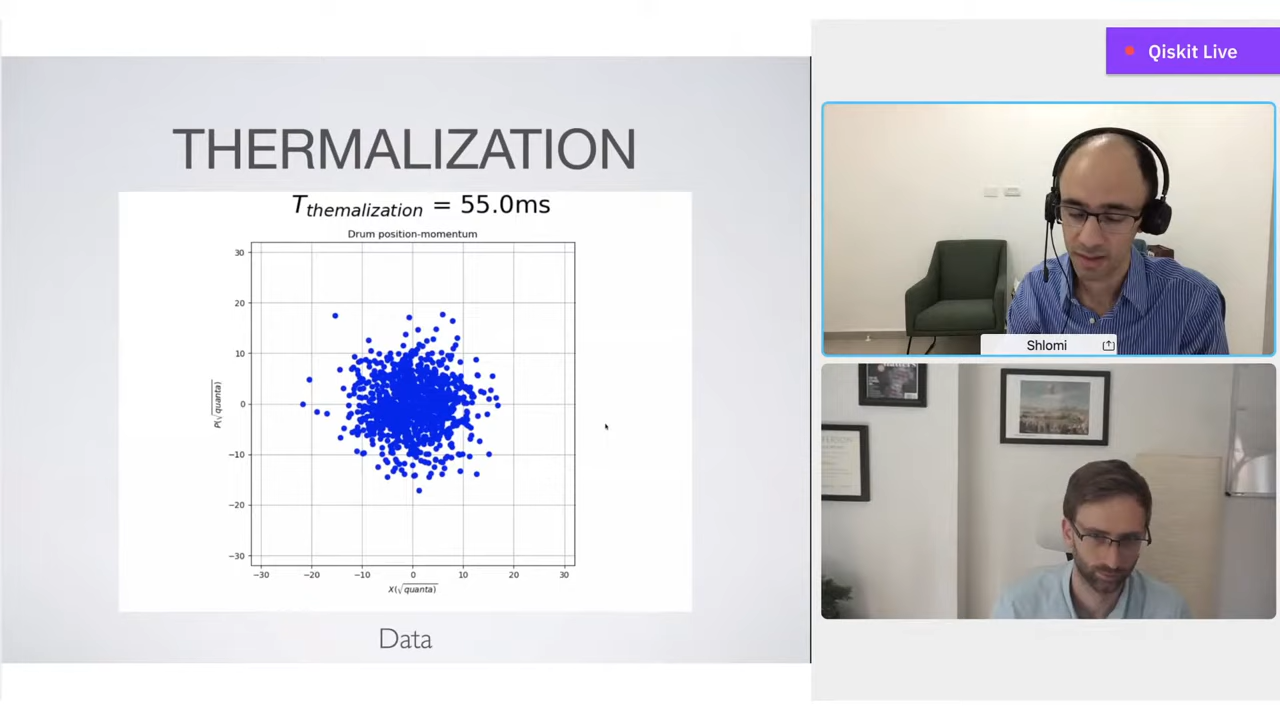 Qiskit Live
THERMALIZATION
T themalization = 55.0ms
Drum position-momentum
30
20
10
0
−10
−20
−30
P(√quanta)
−30 −20 −10 0 10 20 30
X(√quanta)
Data
Shlomi